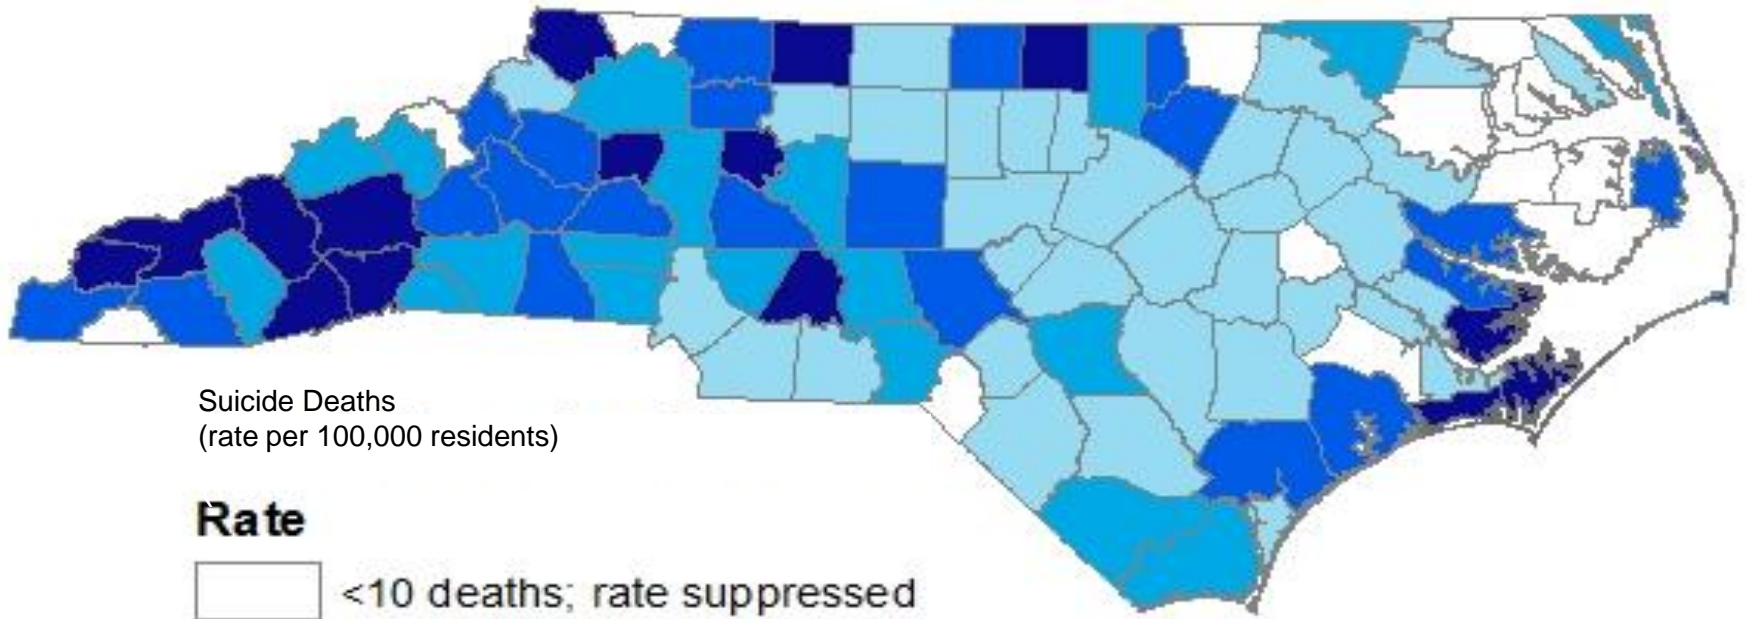 Suicide Deaths
(rate per 100,000 residents)
Rate
<10 deaths; rate suppressed